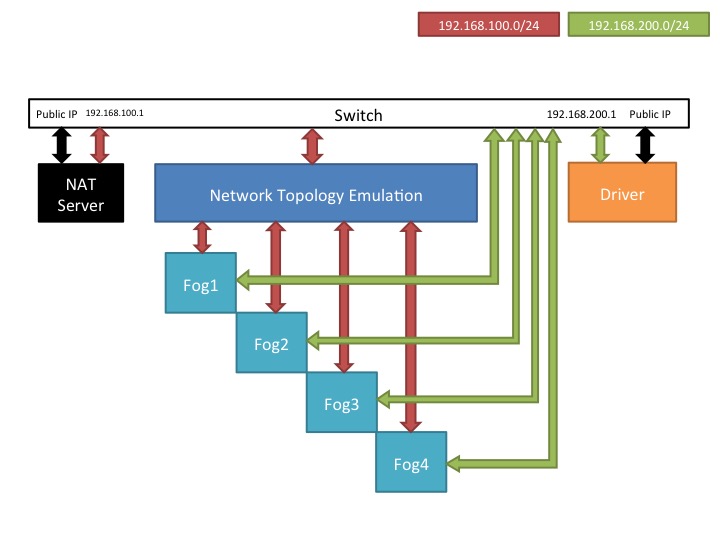 192.168.100.0/24
192.168.200.0/24
Public IP
192.168.100.1
Switch
192.168.200.1
Public IP
NAT
Server
Network Topology Emulation
Driver
Fog1
Fog2
Fog3
Fog4